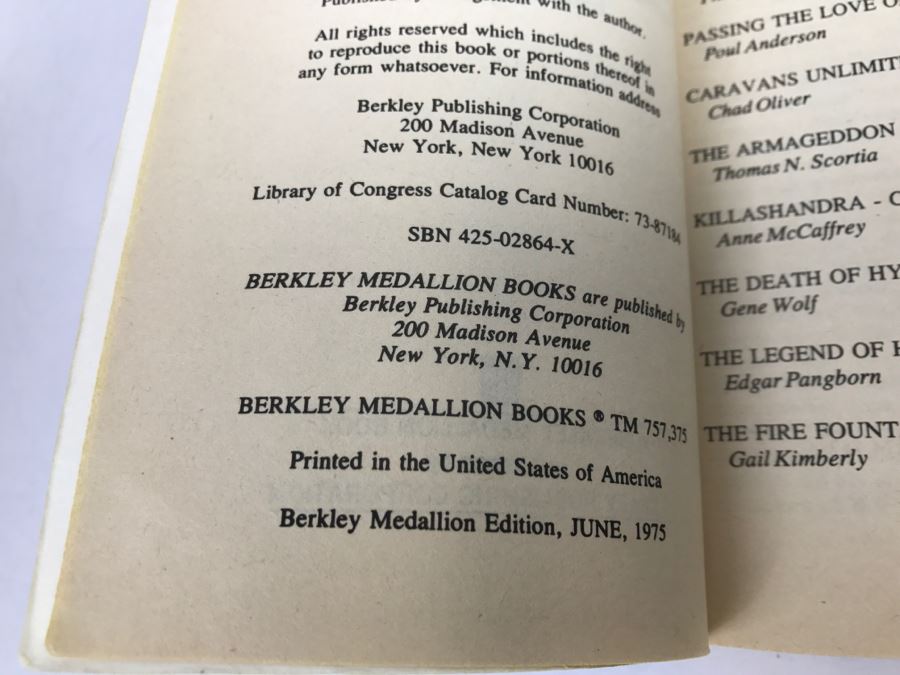 with the author.
All rights reserved which includes the right
to reproduce this book or portions thereof in
any form whatsoever. For information address
Berkley Publishing Corporation
200 Madison Avenue
New York, New York 10016
Library of Congress Catalog Card Number: 73-87184
SBN 425-02864-X
BERKLEY MEDALLION BOOKS are published by
Berkley Publishing Corporation
200 Madison Avenue
New York, N.Y. 10016
BERKLEY MEDALLION BOOKS ® TM 757,375
Printed in the United States of America
Berkley Medallion Edition, JUNE, 1975
PASSING THE LOVE O
Poul Anderson
CARAVANS UNLIMIT
Chad Oliver
THE ARMAGEDDON
Thomas N. Scortia
KILLASHANDRA - C
Anne McCaffrey
THE DEATH OF HY
Gene Wolf
THE LEGEND OF H
Edgar Pangborn
THE FIRE FOUNT
Gail Kimberly